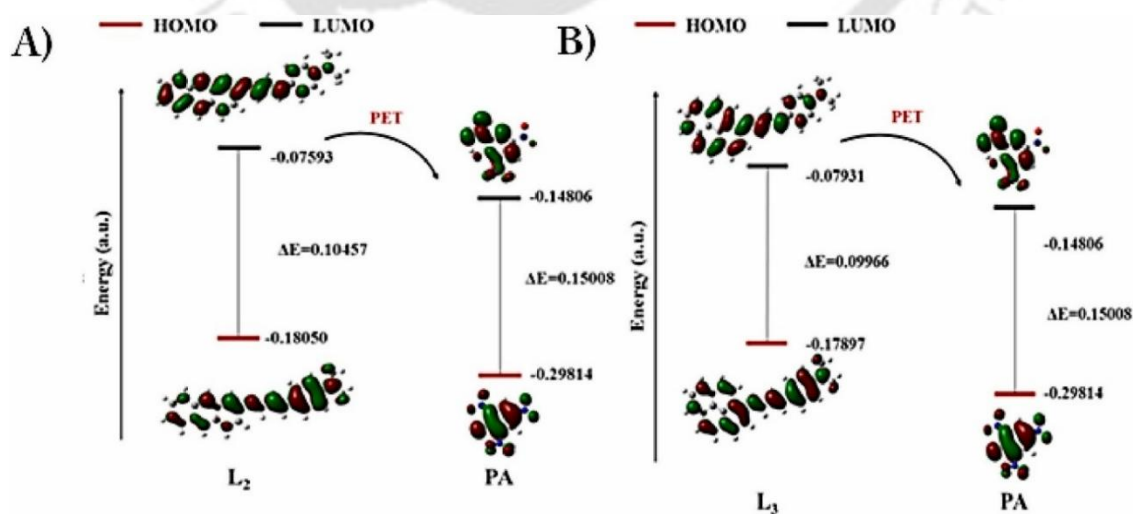 A)
HOMO LUMO
PET
-0.07593
-0.14806
Energy (a.u.)
ΔE=0.10457
ΔE=0.15008
-0.18050
-0.29814
L2
PA
B)
HOMO LUMO
PET
-0.07931
-0.14806
Energy (a.u.)
ΔE=0.09966
ΔE=0.15008
-0.17897
-0.29814
L3
PA